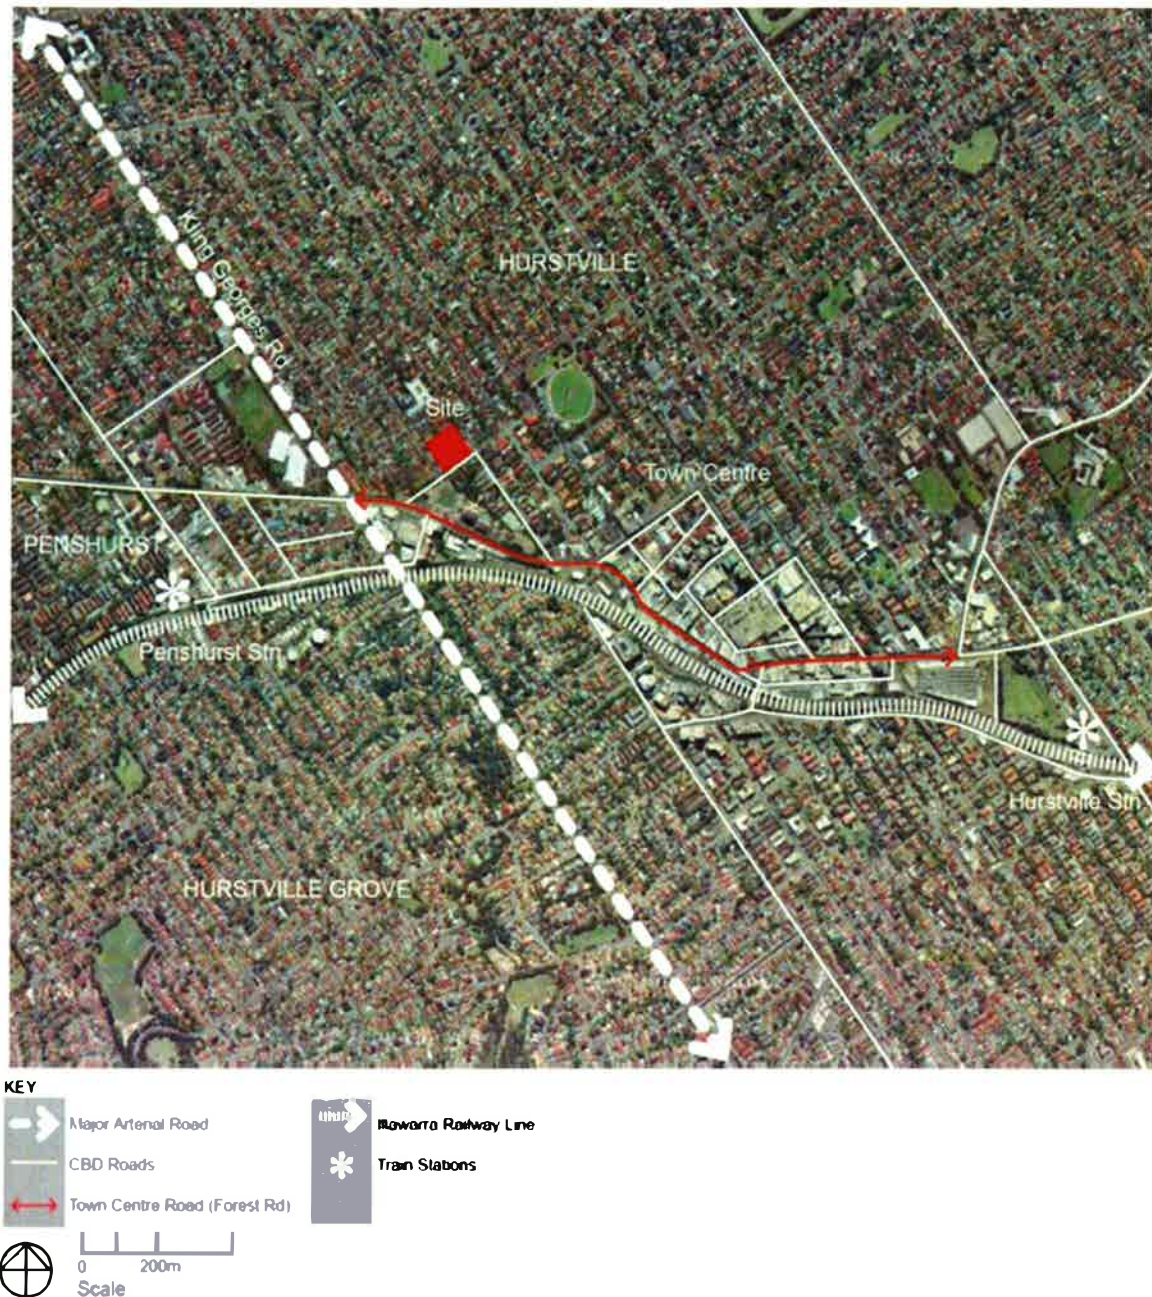 King Georges Rd
HURSTVILLE
Site
Town Centre
PENSHURST
Penshurst Stn
Hurstville Stn
HURSTVILLE GROVE
KEY
Major Arterial Road
CBD Roads
Town Centre Road (Forest Rd)
Illawarra Railway Line
Train Stations
0 200m
Scale